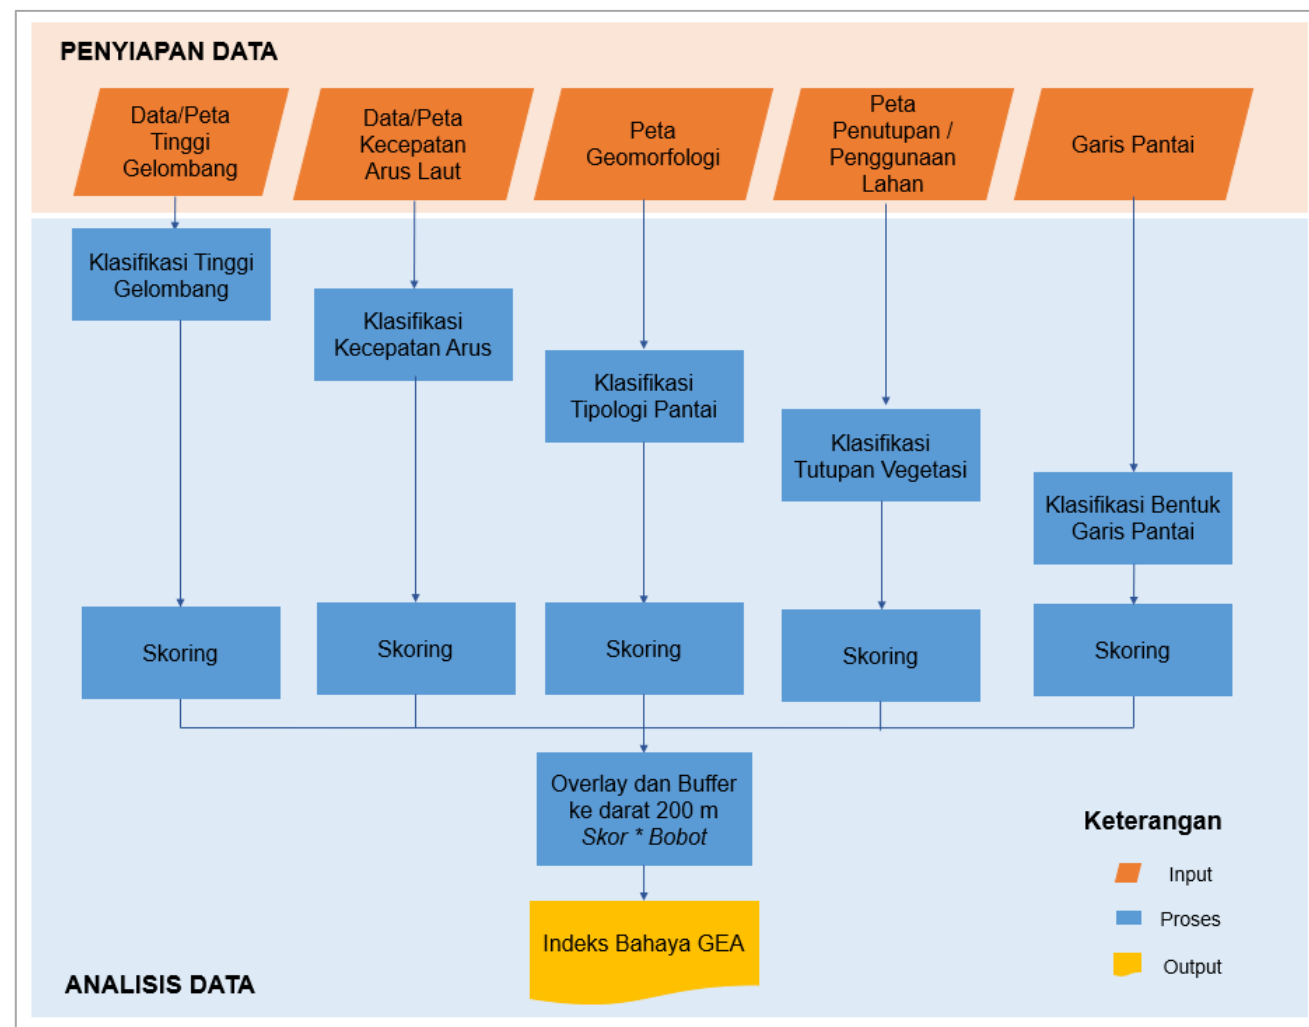 PENYIAPAN DATA
Data/Peta
Tinggi
Gelombang
Data/Peta
Kecepatan
Arus Laut
Peta
Geomorfologi
Peta
Penutupan /
Penggunaan
Lahan
Garis Pantai
Klasifikasi Tinggi
Gelombang
Klasifikasi
Kecepatan Arus
Klasifikasi
Tipologi Pantai
Klasifikasi
Tutupan Vegetasi
Klasifikasi Bentuk
Garis Pantai
Skoring
Skoring
Skoring
Skoring
Skoring
Overlay dan Buffer
ke darat 200 m
Skor * Bobot
Indeks Bahaya GEA
Keterangan
Input
Proses
Output
ANALISIS DATA